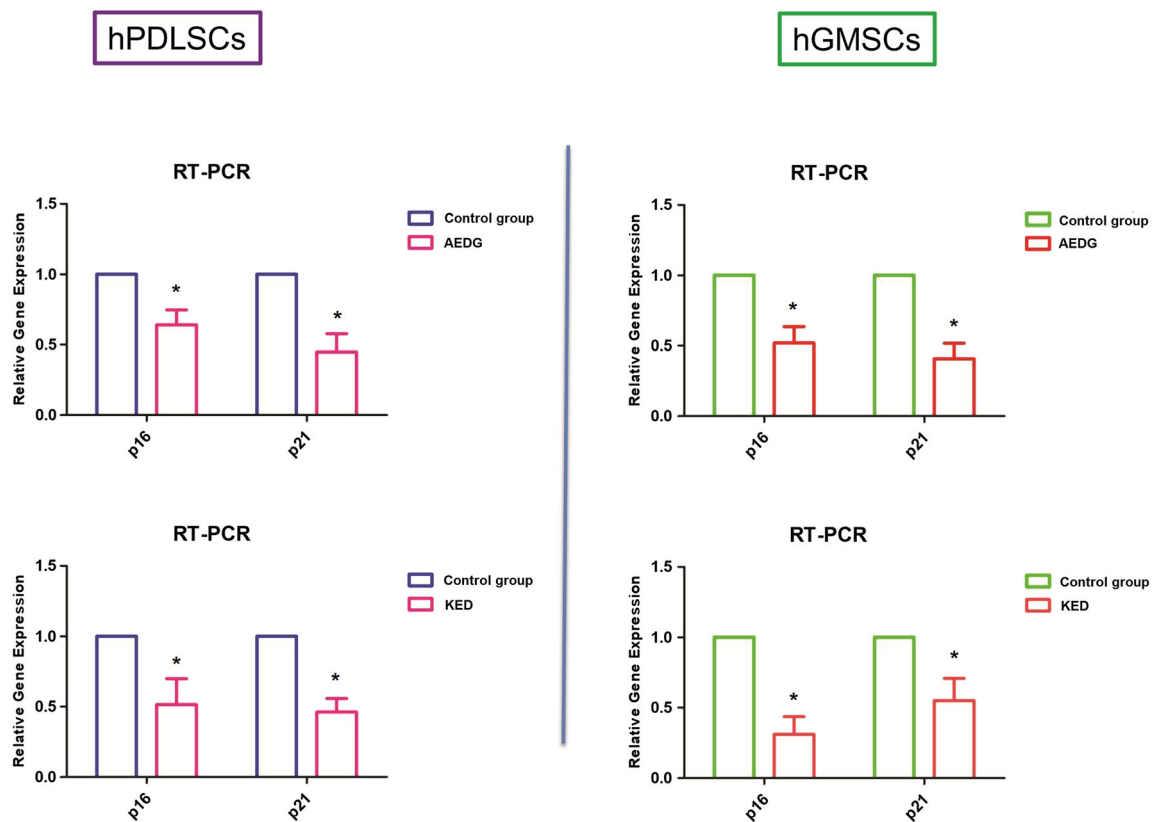 hPDLSCs
hGMSCs
RT-PCR
Relative Gene Expression
1.5
1.0
0.5
0.0
*
*
p16
p21
Control group
AEDG
RT-PCR
Relative Gene Expression
1.5
1.0
0.5
0.0
*
*
p16
p21
Control group
AEDG
RT-PCR
Relative Gene Expression
1.5
1.0
0.5
0.0
*
*
p16
p21
Control group
KED
RT-PCR
Relative Gene Expression
1.5
1.0
0.5
0.0
*
*
p16
p21
Control group
KED